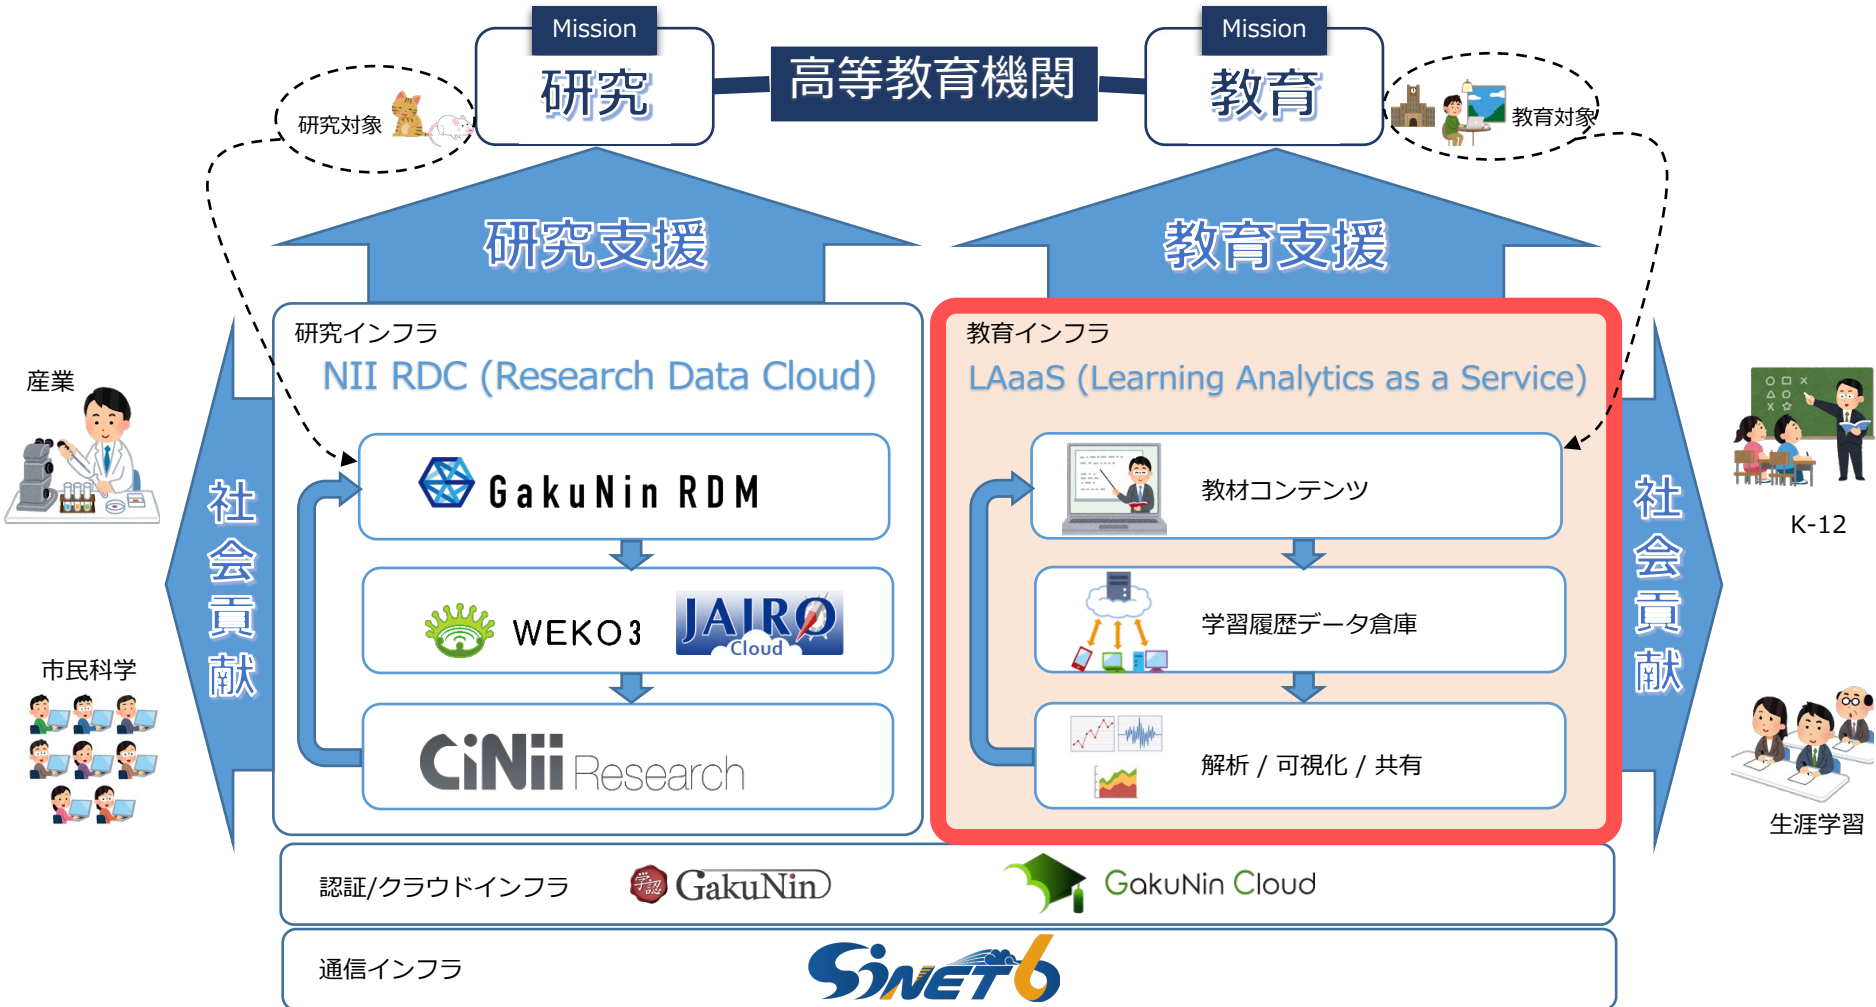 Mission
研究
高等教育機関
Mission
教育
研究対象
教育対象
研究支援
教育支援
研究インフラ
NII RDC (Research Data Cloud)
教育インフラ
LAaaS (Learning Analytics as a Service)
産業
社会貢献
GakuNin RDM
WEKO3
JAIRO
Cloud
CiNii Research
教材コンテンツ
学習履歴データ倉庫
解析 / 可視化 / 共有
社会貢献
K-12
市民科学
生涯学習
認証/クラウドインフラ
学認
GakuNin
GakuNin Cloud
通信インフラ
SINET6